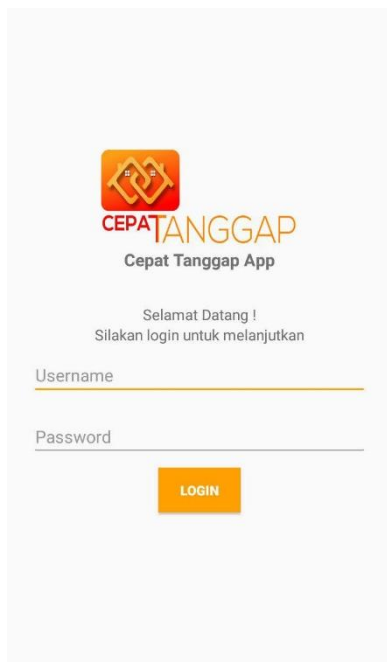 CEPATANGGAP
Cepat Tanggap App
Selamat Datang !
Silakan login untuk melanjutkan
Username
Password
LOGIN